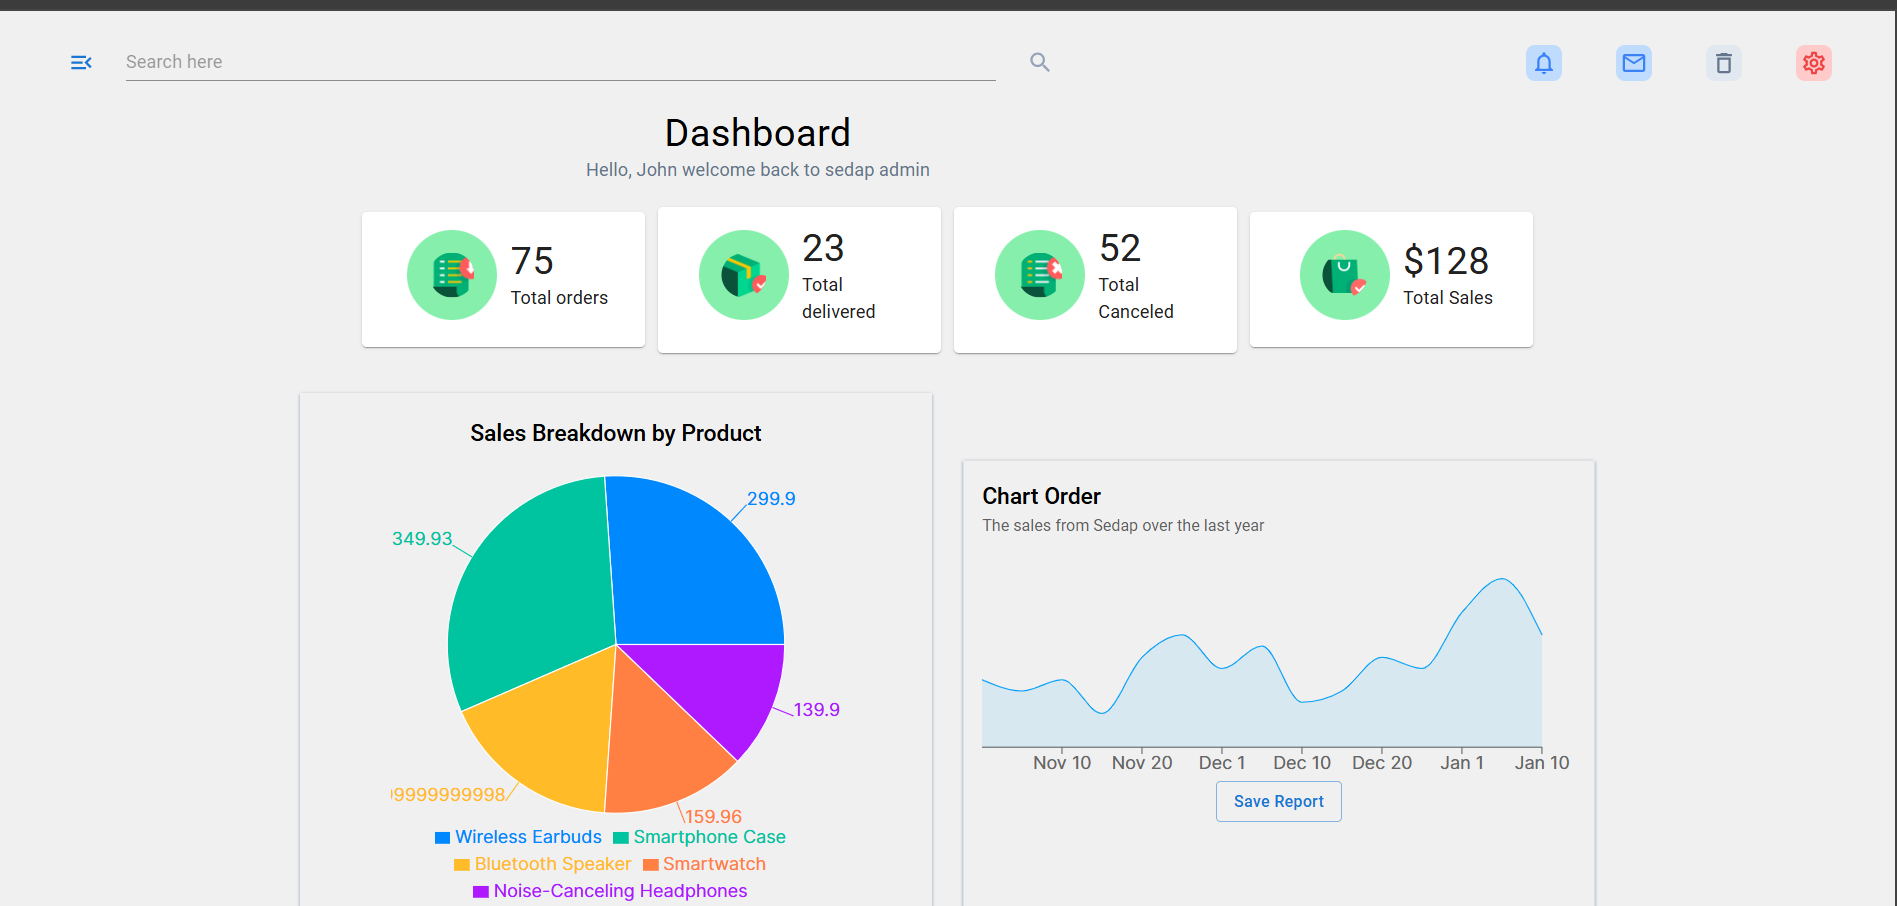 Search here
Dashboard
Hello, John welcome back to sedap admin
75
Total orders
23
Total
delivered
52
Total
Canceled
$128
Total Sales
Sales Breakdown by Product
299.9
349.93
139.9
9999999998
159.96
Wireless Earbuds
Smartphone Case
Bluetooth Speaker
Smartwatch
Noise-Canceling Headphones
Chart Order
The sales from Sedap over the last year
Nov 10
Nov 20
Dec 1
Dec 10
Dec 20
Jan 1
Jan 10
Save Report